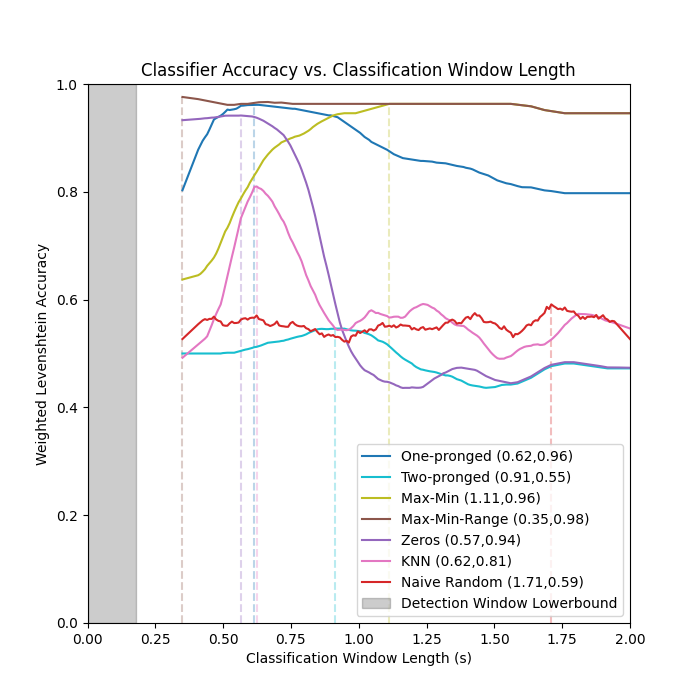 Classifier Accuracy vs. Classification Window Length
Weighted Levenshtein Accuracy
1.0
0.8
0.6
0.4
0.2
0.0
One-pronged (0.62,0.96)
Two-pronged (0.91,0.55)
Max-Min (1.11,0.96)
Max-Min-Range (0.35,0.98)
Zeros (0.57,0.94)
KNN (0.62,0.81)
Naive Random (1.71,0.59)
Detection Window Lowerbound
0.00 0.25 0.50 0.75 1.00 1.25 1.50 1.75 2.00
Classification Window Length (s)